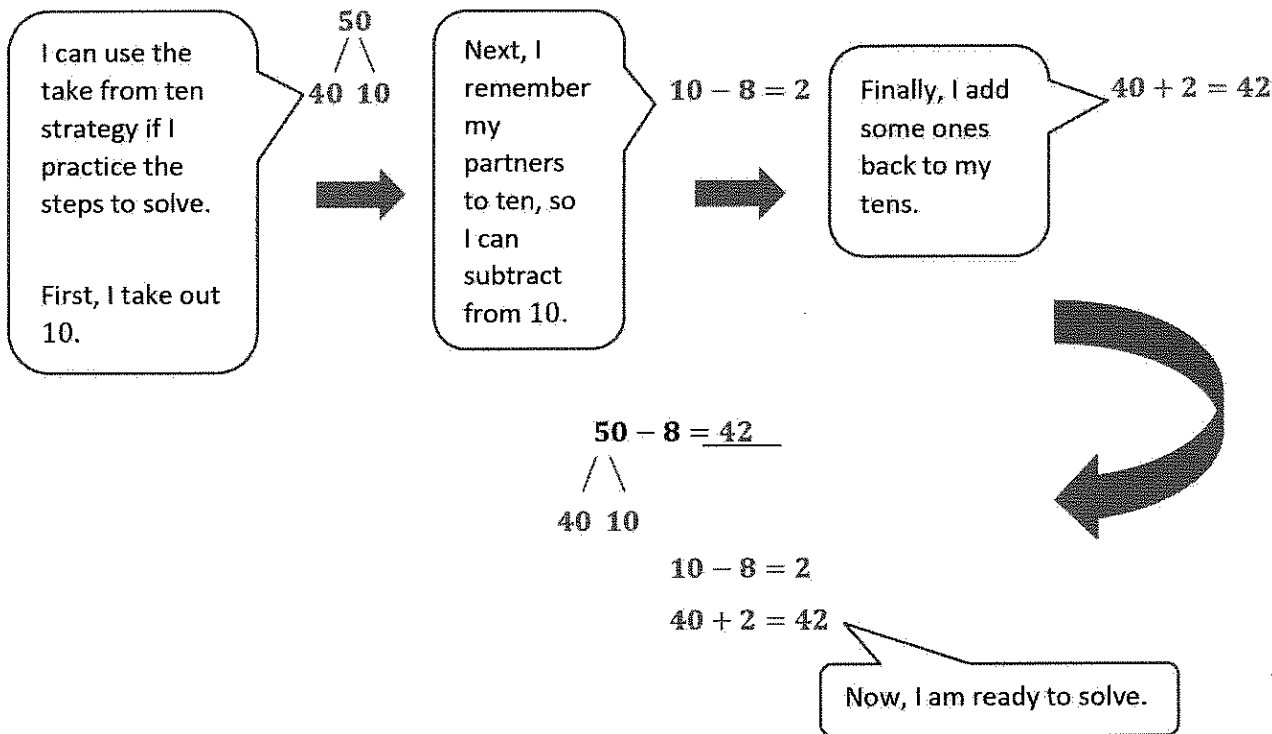 I can use the
take from ten
strategy if I
practice the
steps to solve.
First, I take out
10.
50
40 10
Next, I
remember
my
partners
to ten, so
I can
subtract
from 10.
10 − 8 = 2
Finally, I add
some ones
back to my
tens.
40 + 2 = 42
50 − 8 = 42
40 10
10 − 8 = 2
40 + 2 = 42
Now, I am ready to solve.